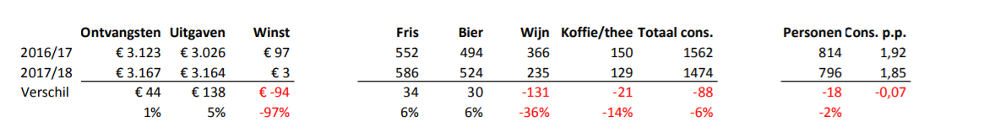 Ontvangsten Uitgaven Winst Fris Bier Wijn Koffie/thee Totaal cons. Personen Cons. p.p.
2016/17 € 3.123 € 3.026 € 97 552 494 366 150 1562 814 1,92
2017/18 € 3.167 € 3.164 € 3 586 524 235 129 1474 796 1,85
Verschil € 44 € 138 € -94 34 30 -131 -21 -88 -18 -0,07
1% 5% -97% 6% 6% -36% -14% -6% -2%